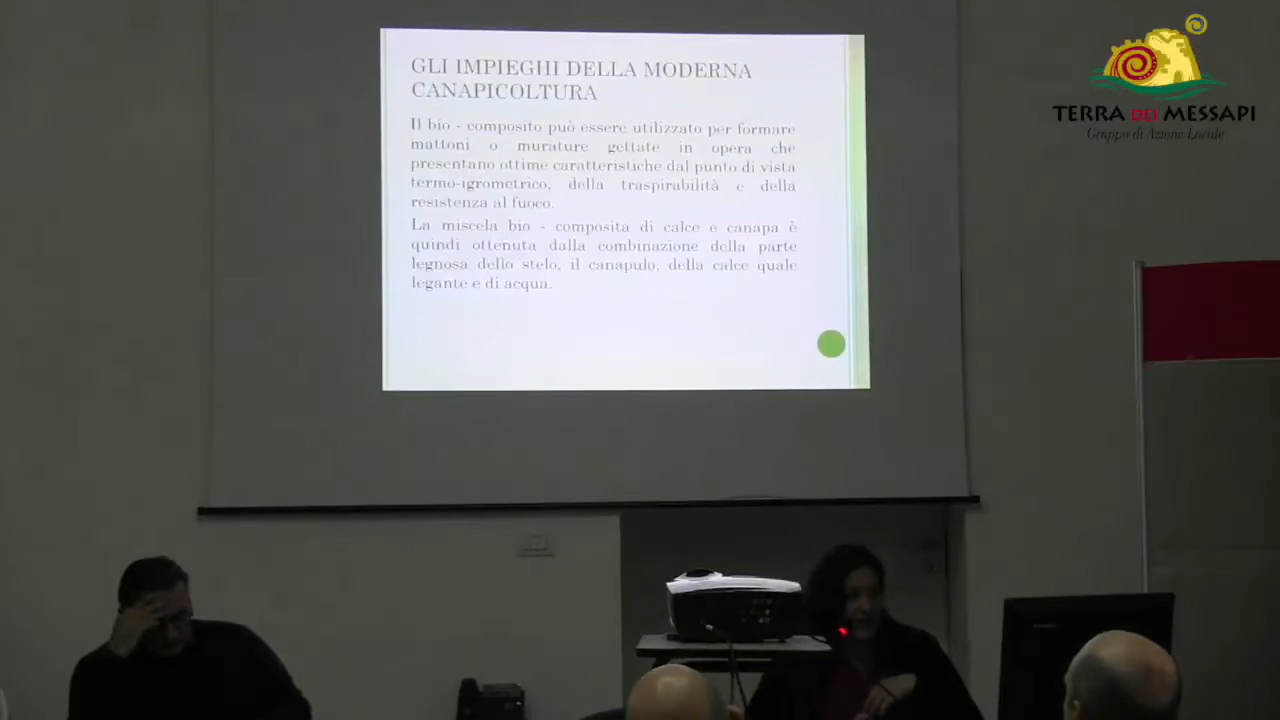 GLI IMPIEGHI DELLA MODERNA
CANAPICOLTURA
Il bio - composito può essere utilizzato per formare
mattoni o murature gettate in opera che
presentano ottime caratteristiche dal punto di vista
termo-igrometrico, della traspirabilità e della
resistenza al fuoco.
La miscela bio - composita di calce e canapa è
quindi ottenuta dalla combinazione della parte
legnosa dello stelo, il canapulo, della calce quale
legante e di acqua.
TERRA DEI MESSAPI
Gruppo di Azione Locale